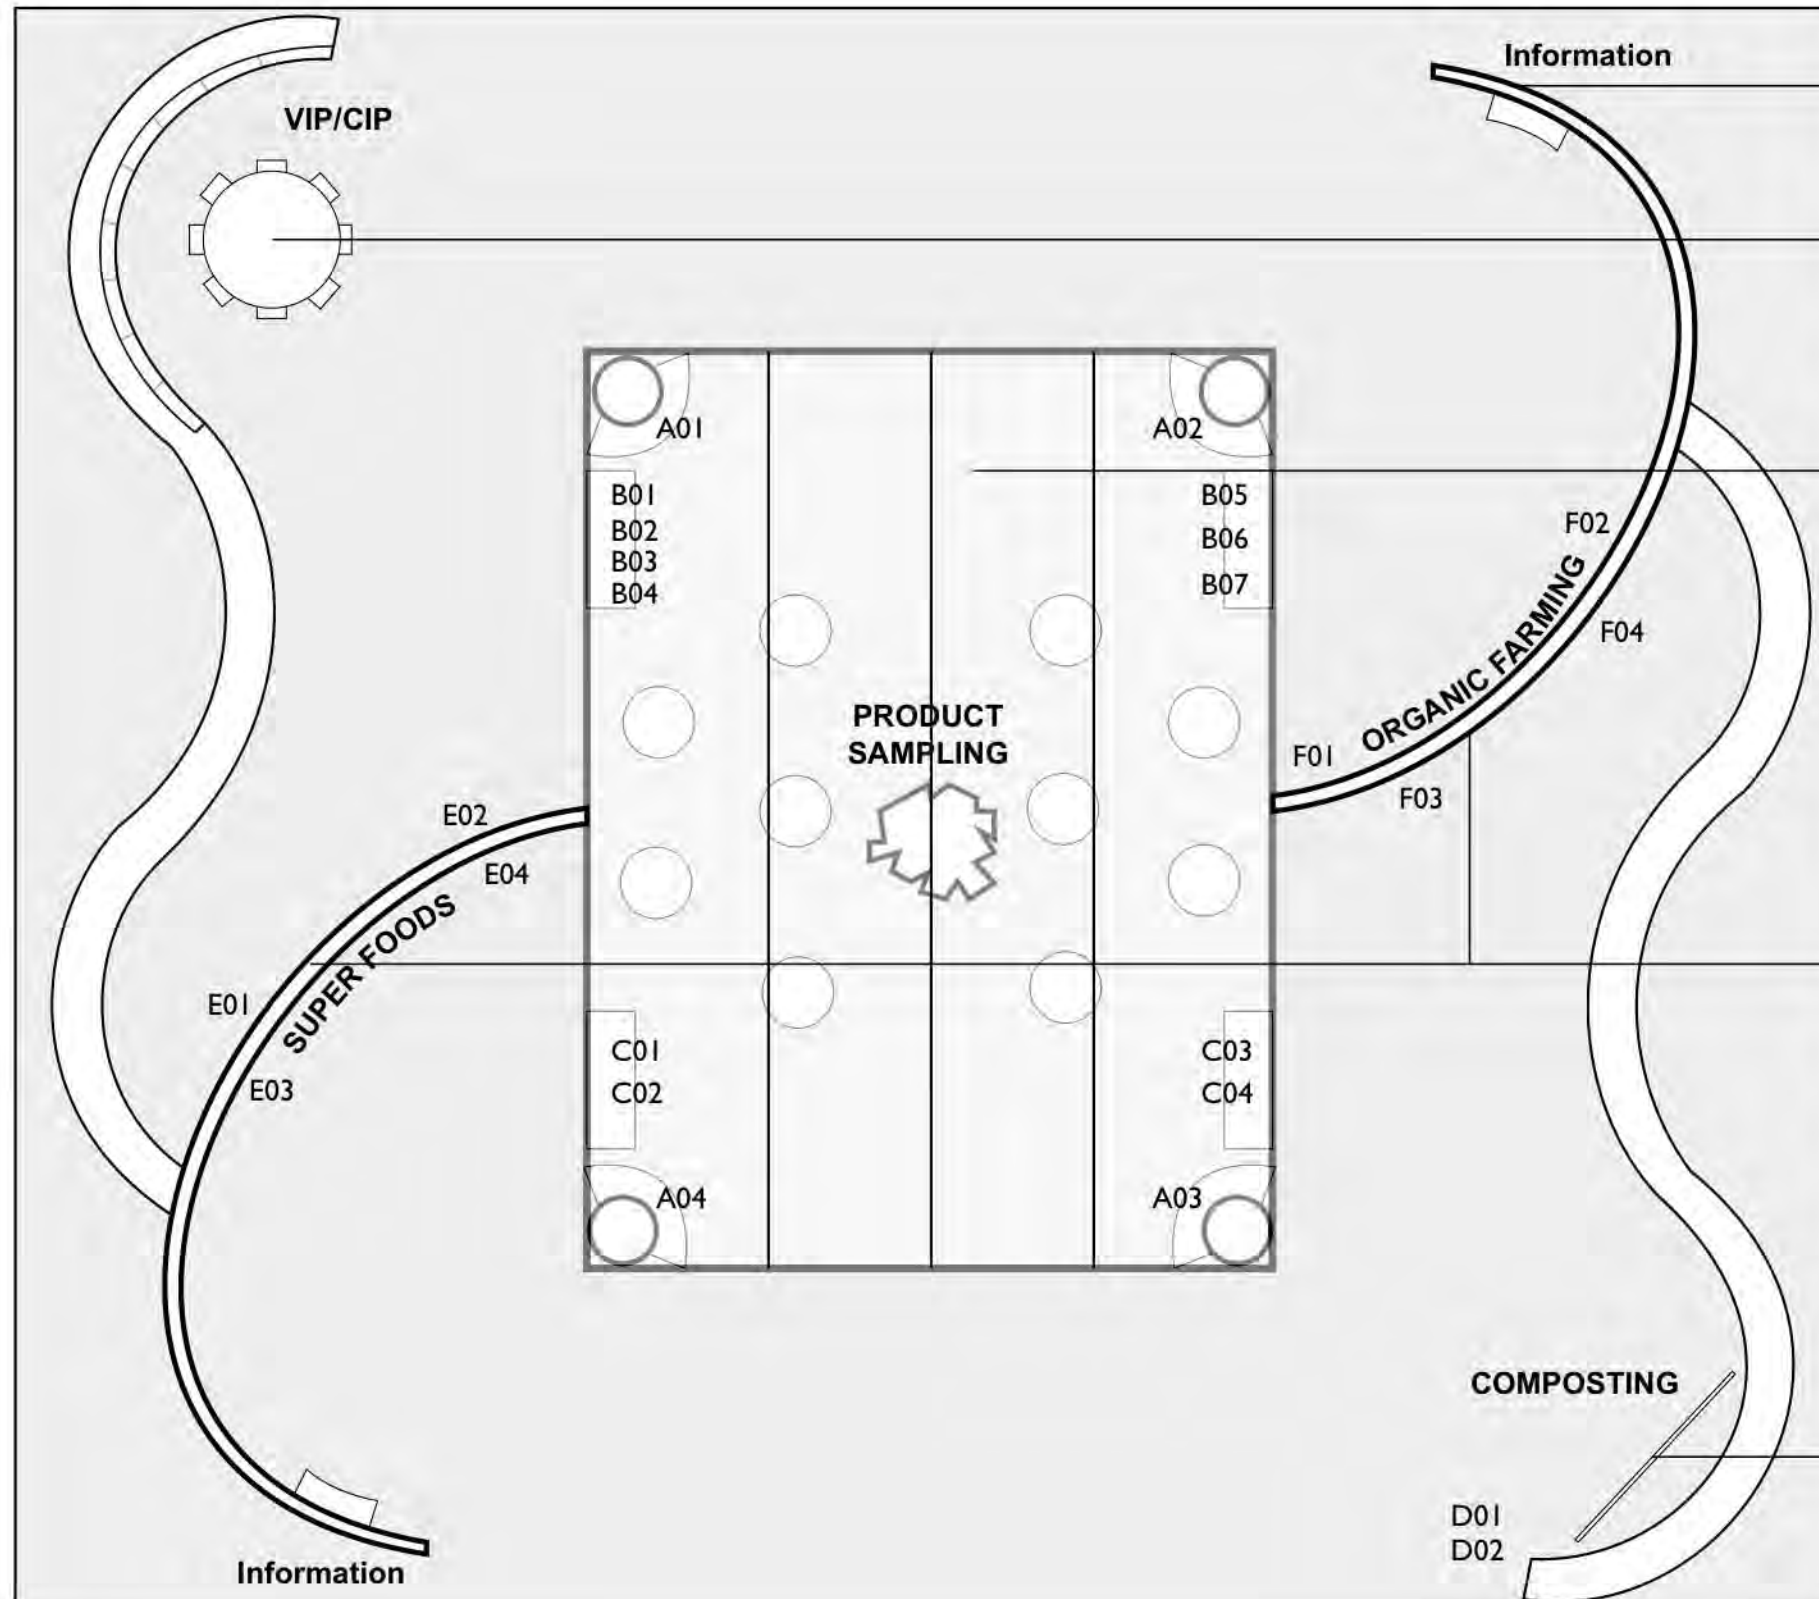 Information
VIP/CIP
A01
A02
B01
B02
B03
B04
B05
B06
B07
F02
ORGANIC FARMING
F04
PRODUCT
SAMPLING
F01
F03
E02
E04
SUPER FOODS
E01
E03
C01
C02
C03
C04
A04
A03
COMPOSTING
D01
D02
Information